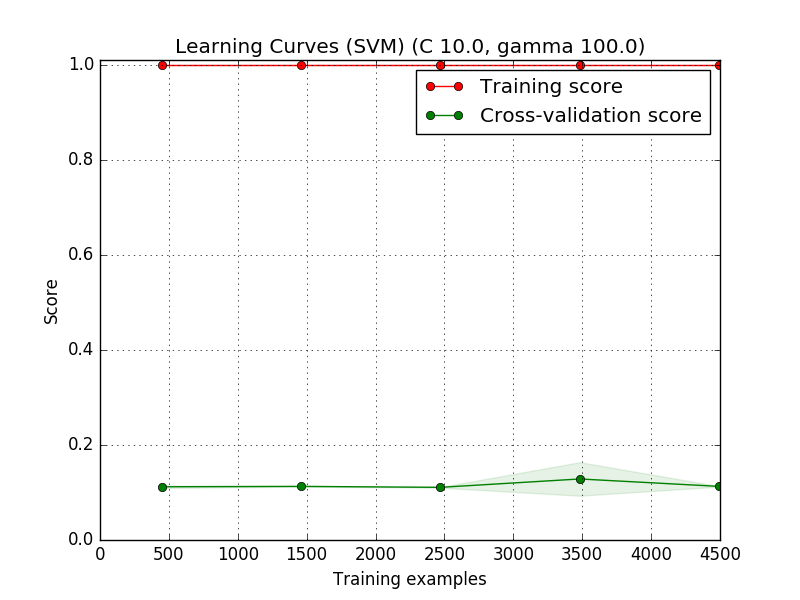 Learning Curves (SVM) (C 10.0, gamma 100.0)
Training score
Cross-validation score
1.0
0.8
0.6
0.4
0.2
0.0
Score
0 500 1000 1500 2000 2500 3000 3500 4000 4500
Training examples